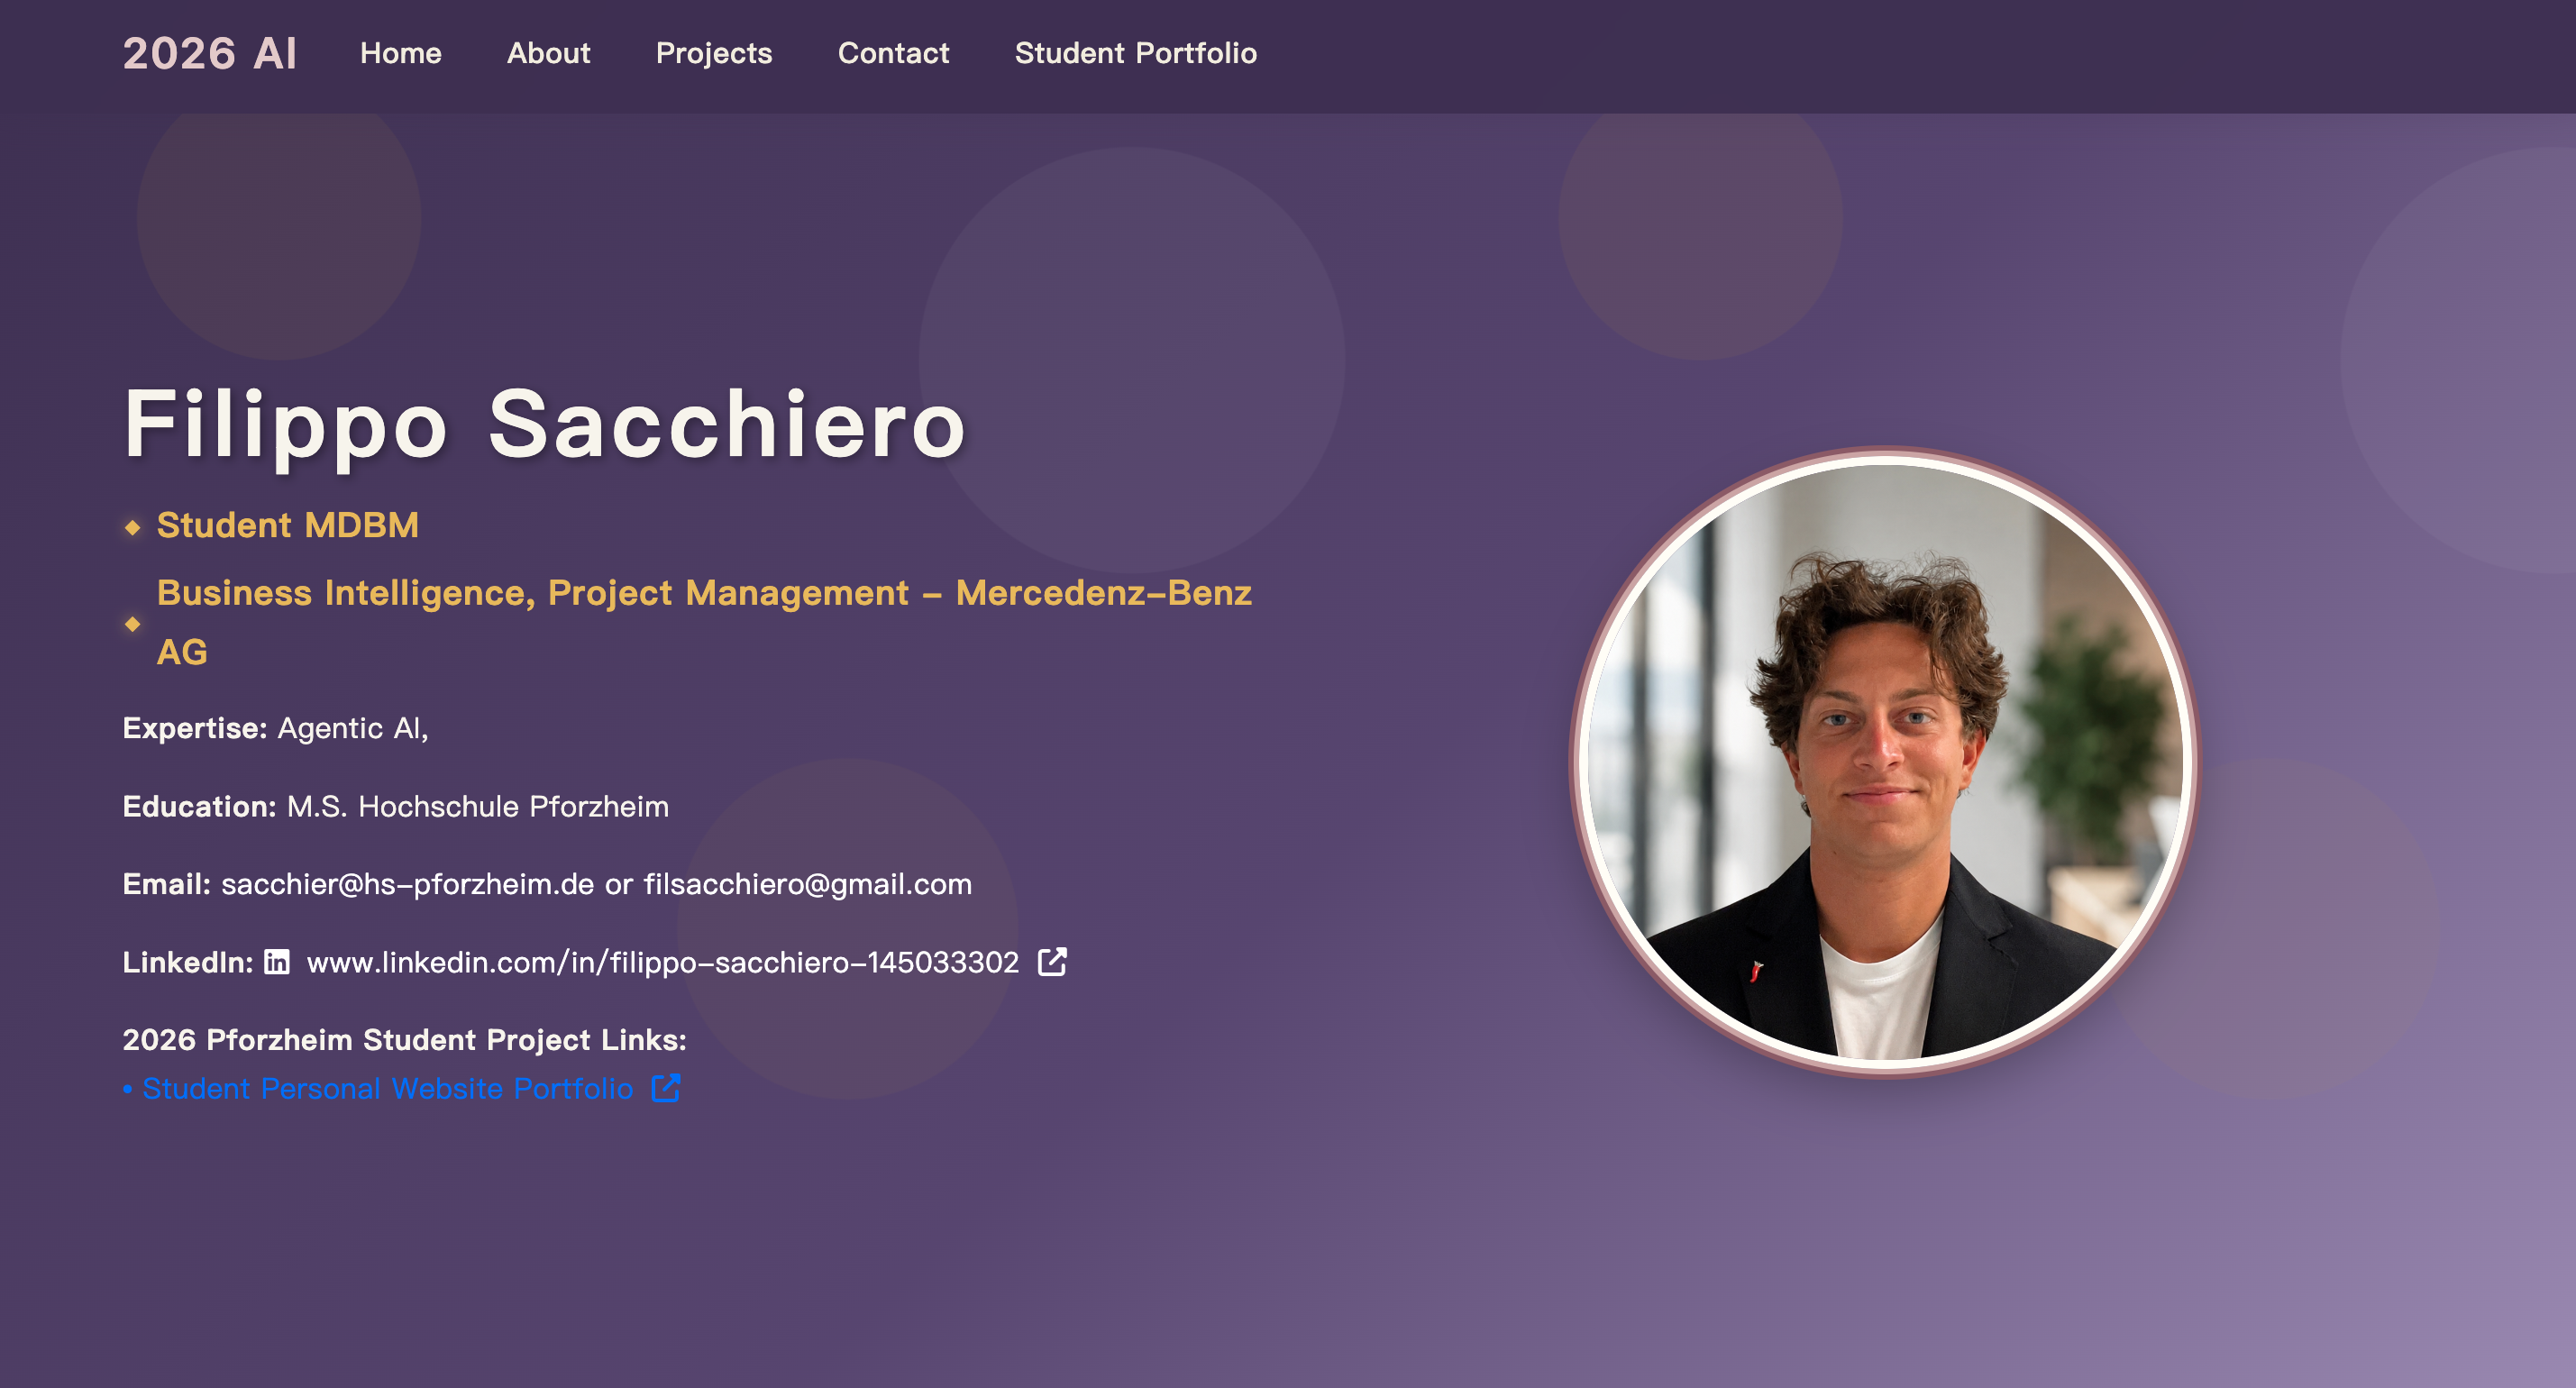 2026 AI Home About Projects Contact Student Portfolio
Filippo Sacchiero
◆ Student MDBM
◆ Business Intelligence, Project Management - Mercedenz-Benz
AG
Expertise: Agentic AI,
Education: M.S. Hochschule Pforzheim
Email: sacchier@hs-pforzheim.de or filsacchiero@gmail.com
LinkedIn: in www.linkedin.com/in/filippo-sacchiero-145033302
2026 Pforzheim Student Project Links:
• Student Personal Website Portfolio